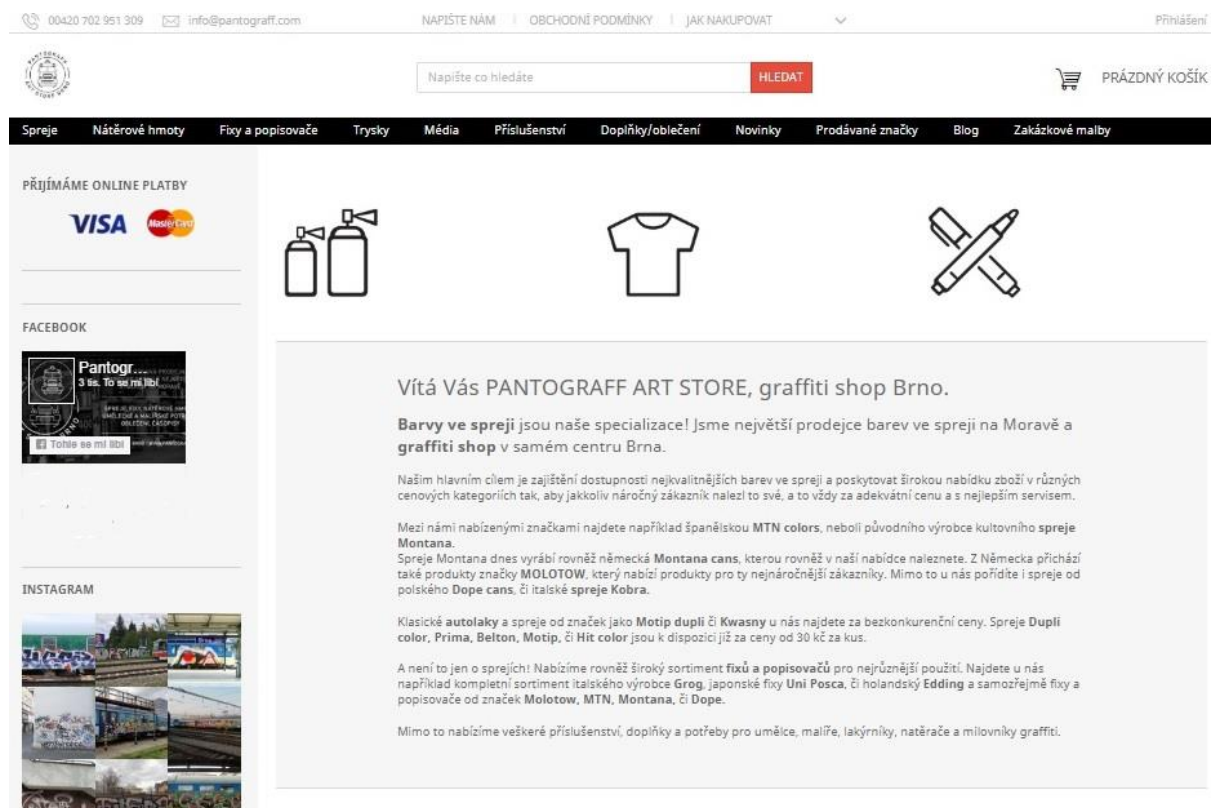 00420 702 951 309 info@pantograff.com NAPIŠTE NÁM OBCHODNÍ PODMÍNKY JAK NAKUPOVAT Přihlášení
PANTOGRAFF
ART STORE BRNO
Napište co hledáte HLEDAT PRÁZDNÝ KOŠÍK
Spreje Nátěrové hmoty Fixy a popisovače Trysky Média Příslušenství Doplňky/oblečení Novinky Prodávané značky Blog Zakázkové malby
PŘIJÍMÁME ONLINE PLATBY
VISA MasterCard
FACEBOOK
Pantogr...
3 tis. To se mi líbí
Tohle se mi líbí
INSTAGRAM
Vítá Vás PANTOGRAFF ART STORE, graffiti shop Brno.
Barvy ve spreji jsou naše specializace! Jsme největší prodejce barev ve spreji na Moravě a
graffiti shop v samém centru Brna.
Našim hlavním cílem je zajištění dostupnosti nejkvalitnějších barev ve spreji a poskytovat širokou nabídku zboží v různých
cenových kategoriích tak, aby jakkoliv náročný zákazník nalezl to své, a to vždy za adekvátní cenu a s nejlepším servisem.
Mezi námi nabízenými značkami najdete například španělskou MTN colors, neboli původního výrobce kultovního spreje
Montana.
Spreje Montana dnes vyrábí rovněž německá Montana cans, kterou rovněž v naší nabídce naleznete. Z Německa přichází
také produkty značky MOLOTOW, který nabízí produkty pro ty nejnáročnější zákazníky. Mimo to u nás pořídíte i spreje od
polského Dope cans, či italské spreje Kobra.
Klasické autolaky a spreje od značek jako Motip dupli či Kwasny u nás najdete za bezkonkurenční ceny. Spreje Dupli
color, Prima, Belton, Motip, či Hit color jsou k dispozici již za ceny od 30 kč za kus.
A není to jen o sprejích! Nabízíme rovněž široký sortiment fixů a popisovačů pro nejrůznější použití. Najdete u nás
například kompletní sortiment italského výrobce Grog, japonské fixy Uni Posca, či holandský Edding a samozřejmě fixy a
popisovače od značek Molotow, MTN, Montana, či Dope.
Mimo to nabízíme veškeré příslušenství, doplňky a potřeby pro umělce, malíře, lakýrníky, natěrače a milovníky graffiti.